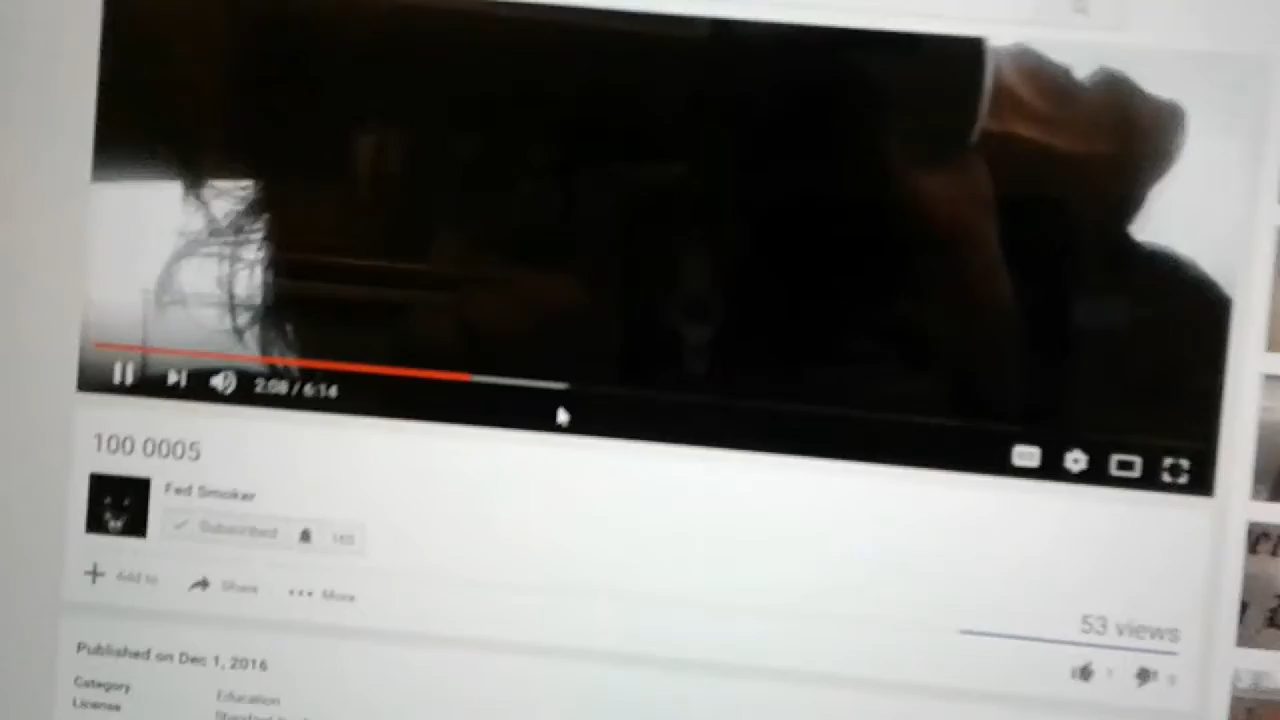 2:08 / 6:14
100 0005
Fed Smoker
Subscribed 165
Add to Share More
53 views
Published on Dec 1, 2016
Category Education
License